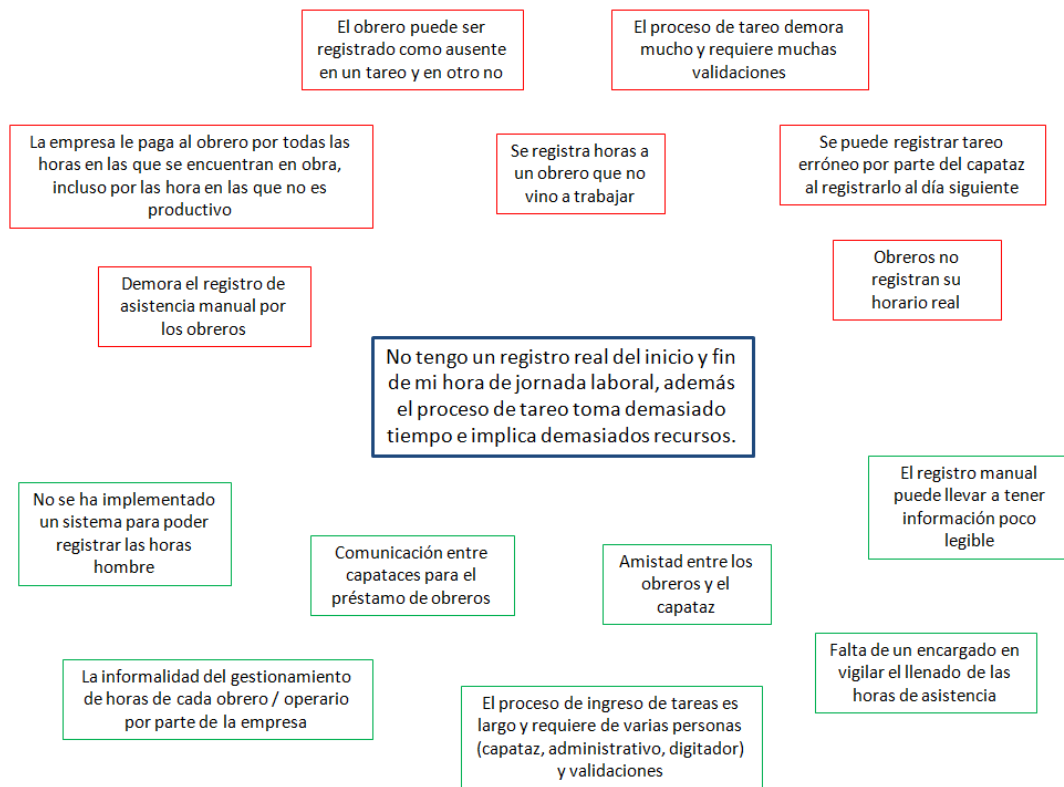 El obrero puede ser
registrado como ausente
en un tareo y en otro no
El proceso de tareo demora
mucho y requiere muchas
validaciones
La empresa le paga al obrero por todas las
horas en las que se encuentran en obra,
incluso por las hora en las que no es
productivo
Se registra horas a
un obrero que no
vino a trabajar
Se puede registrar tareo
erróneo por parte del capataz
al registrarlo al día siguiente
Demora el registro de
asistencia manual por
los obreros
Obreros no
registran su
horario real
No tengo un registro real del inicio y fin
de mi hora de jornada laboral, además
el proceso de tareo toma demasiado
tiempo e implica demasiados recursos.
No se ha implementado
un sistema para poder
registrar las horas
hombre
Comunicación entre
capataces para el
préstamo de obreros
Amistad entre los
obreros y el
capataz
El registro manual
puede llevar a tener
información poco
legible
La informalidad del gestionamiento
de horas de cada obrero / operario
por parte de la empresa
El proceso de ingreso de tareas es
largo y requiere de varias personas
(capataz, administrativo, digitador)
y validaciones
Falta de un encargado en
vigilar el llenado de las
horas de asistencia